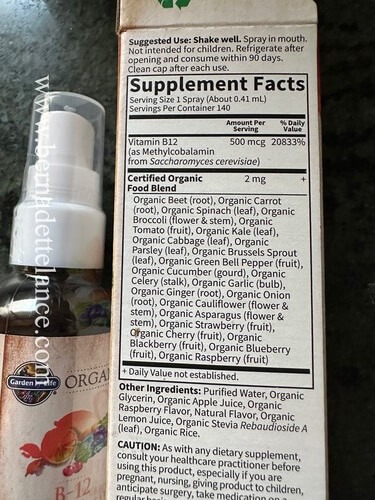 Suggested Use: Shake well. Spray in mouth.
Not intended for children. Refrigerate after
opening and consume within 90 days.
Clean cap after each use.
Supplement Facts
Serving Size 1 Spray (About 0.41 mL)
Servings Per Container 140
Amount Per Serving % Daily Value
Vitamin B12 500 mcg 20833%
(as Methylcobalamin
from Saccharomyces cerevisiae)
Certified Organic 2 mg +
Food Blend
Organic Beet (root), Organic Carrot
(root), Organic Spinach (leaf), Organic
Broccoli (flower & stem), Organic
Tomato (fruit), Organic Kale (leaf),
Organic Cabbage (leaf), Organic
Parsley (leaf), Organic Brussels Sprout
(leaf), Organic Green Bell Pepper (fruit),
Organic Cucumber (gourd), Organic
Celery (stalk), Organic Garlic (bulb),
Organic Ginger (root), Organic Onion
(root), Organic Cauliflower (flower &
stem), Organic Asparagus (flower &
stem), Organic Strawberry (fruit),
Organic Cherry (fruit), Organic
Blackberry (fruit), Organic Blueberry
(fruit), Organic Raspberry (fruit)
+ Daily Value not established.
Other Ingredients: Purified Water, Organic
Glycerin, Organic Apple Juice, Organic
Raspberry Flavor, Natural Flavor, Organic
Lemon Juice, Organic Stevia Rebaudioside A
(leaf), Organic Rice.
CAUTION: As with any dietary supplement,
consult your healthcare practitioner before
using this product, especially if you are
pregnant, nursing, giving product to children,
anticipate surgery, take medication on a
www.bernadettelance.com
Garden of Life
B-12